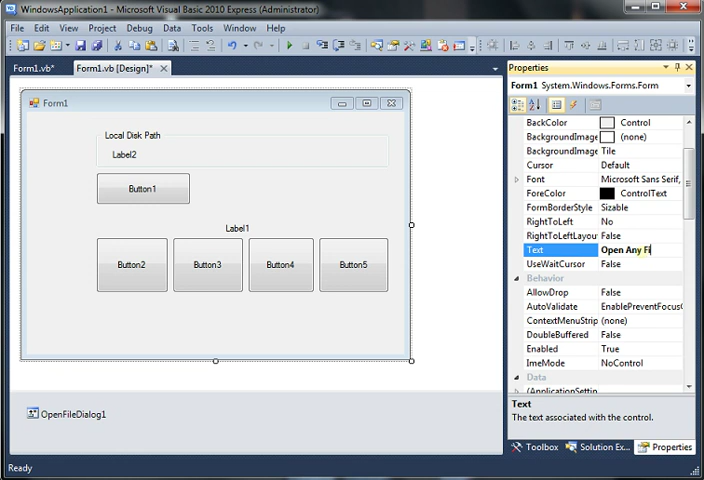 WindowsApplication1 - Microsoft Visual Basic 2010 Express (Administrator)
File Edit View Project Debug Data Tools Window Help
Form1.vb* Form1.vb [Design]*
Form1
Local Disk Path
Label2
Button1
Label1
Button2 Button3 Button4 Button5
OpenFileDialog1
Properties
Form1 System.Windows.Forms.Form
BackColor Control
BackgroundImage (none)
BackgroundImage Tile
Cursor Default
Font Microsoft Sans Serif,
ForeColor ControlText
FormBorderStyle Sizable
RightToLeft No
RightToLeftLayou False
Text Open Any Fi
UseWaitCursor False
Behavior
AllowDrop False
AutoValidate EnablePreventFocusC
ContextMenuStrip (none)
DoubleBuffered False
Enabled True
ImeMode NoControl
Data
(ApplicationSettin
Text
The text associated with the control.
Toolbox Solution Ex... Properties
Ready